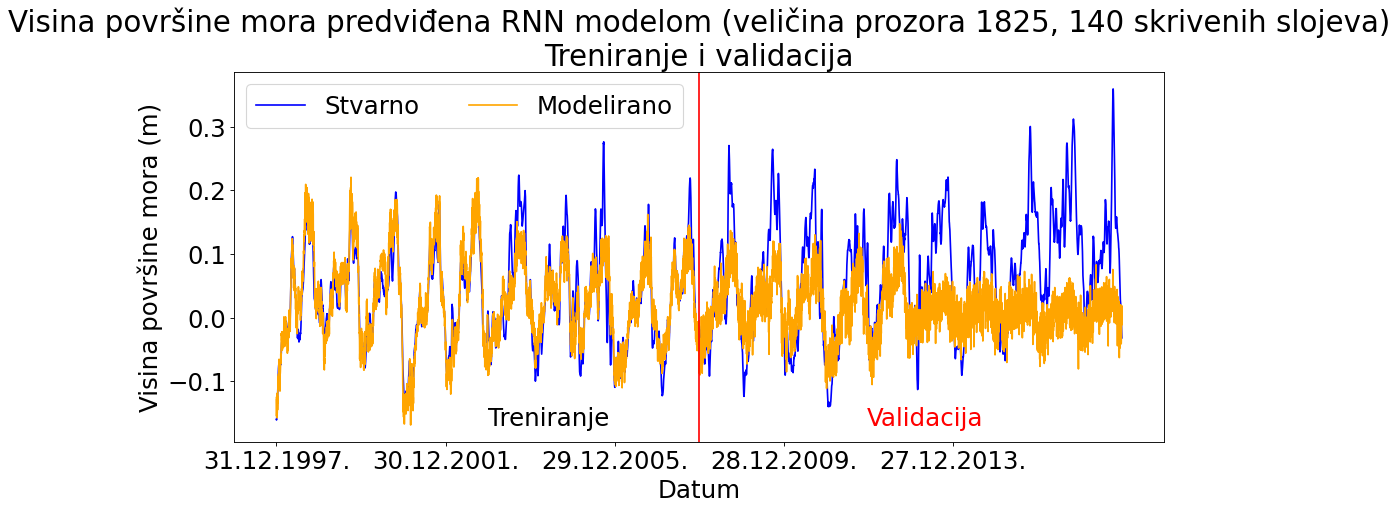 Visina površine mora predviđena RNN modelom (veličina prozora 1825, 140 skrivenih slojeva)
Treniranje i validacija
Stvarno
Modelirano
Visina površine mora (m)
0.3
0.2
0.1
0.0
−0.1
Treniranje
Validacija
31.12.1997.
30.12.2001.
29.12.2005.
28.12.2009.
27.12.2013.
Datum